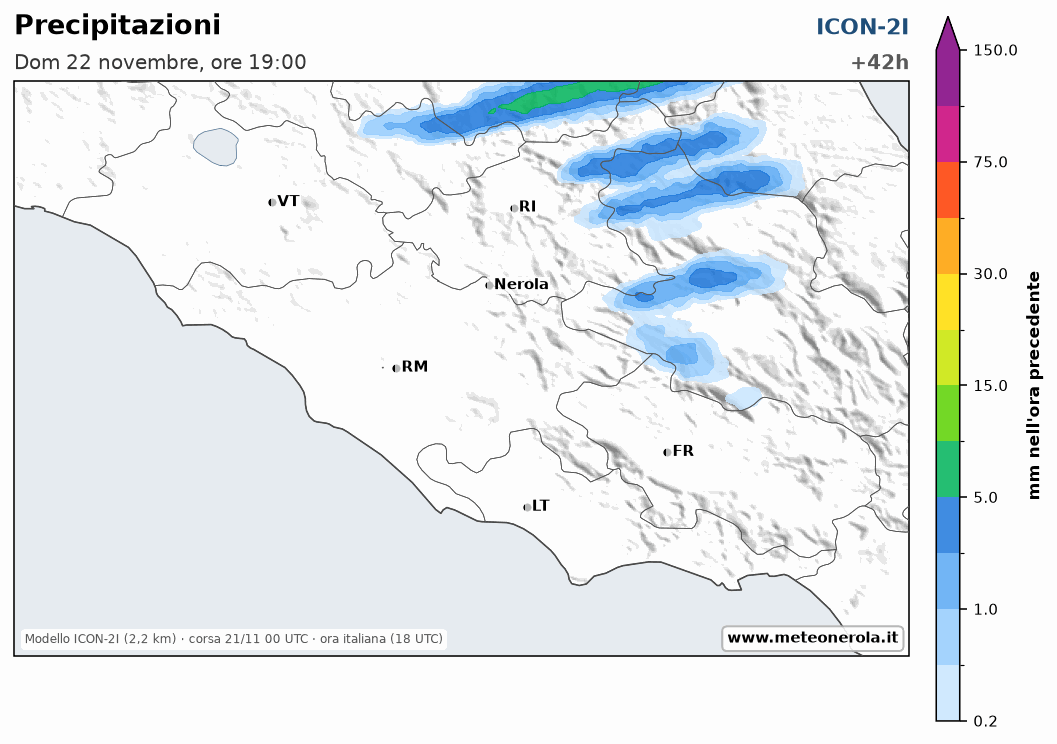 Precipitazioni
ICON-2I
Dom 22 novembre, ore 19:00
+42h
150.0
75.0
30.0
15.0
5.0
1.0
0.2
mm nell'ora precedente
VT
RI
Nerola
RM
FR
LT
Modello ICON-2I (2,2 km) · corsa 21/11 00 UTC · ora italiana (18 UTC)
www.meteonerola.it